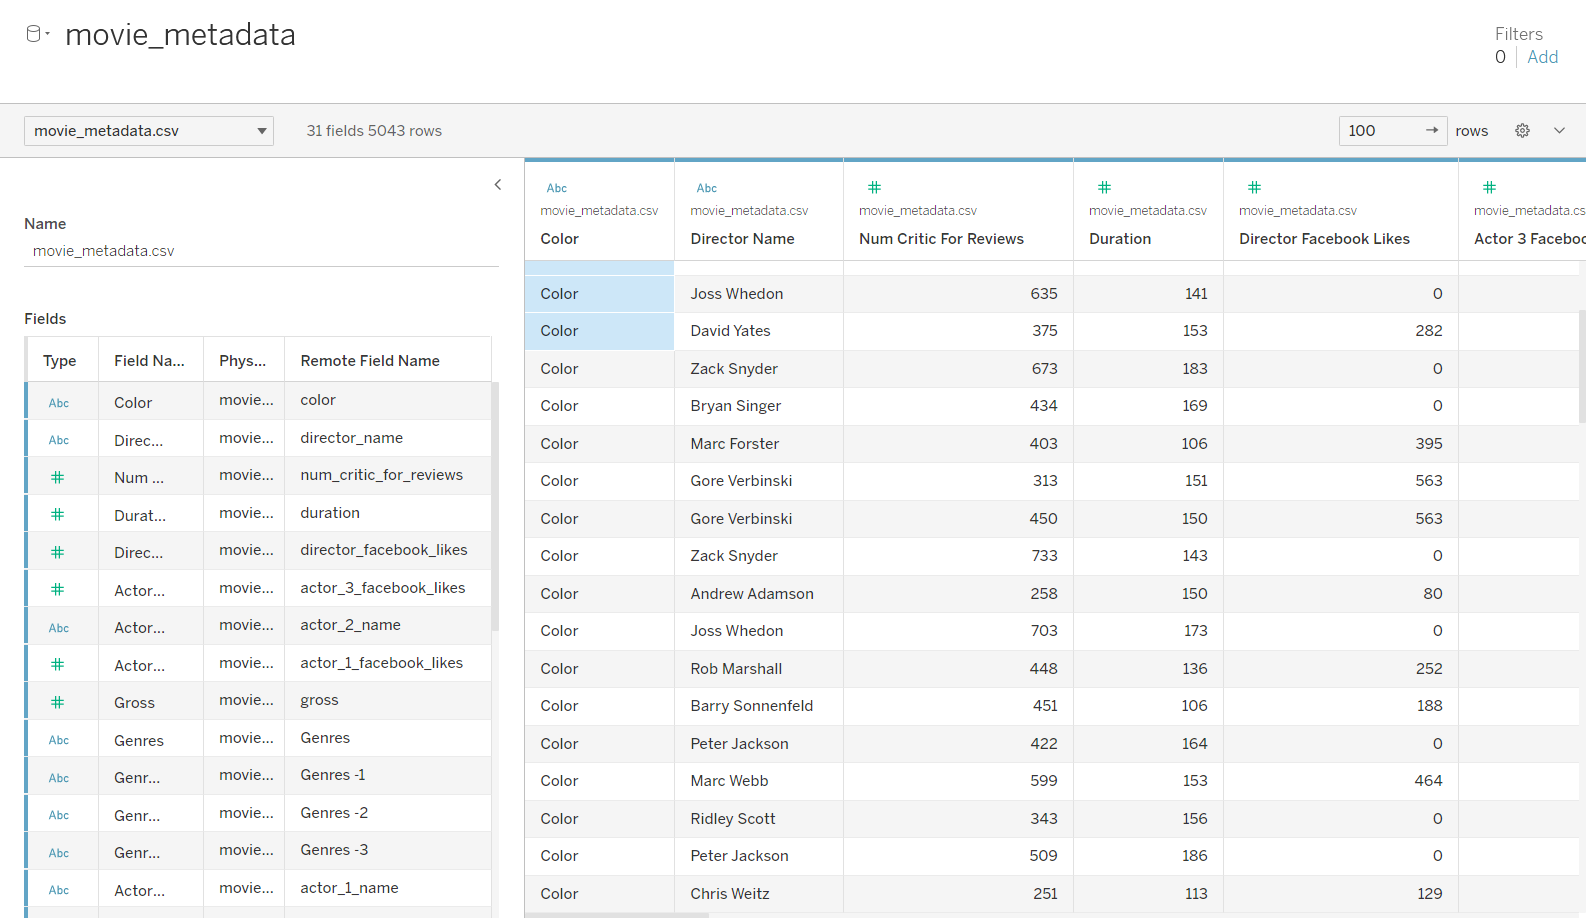 movie_metadata
Filters
0 Add
movie_metadata.csv 31 fields 5043 rows 100 rows
Name
movie_metadata.csv
Fields
Type Field Na... Phys... Remote Field Name
Abc Color movie... color
Abc Direc... movie... director_name
# Num ... movie... num_critic_for_reviews
# Durat... movie... duration
# Direc... movie... director_facebook_likes
# Actor... movie... actor_3_facebook_likes
Abc Actor... movie... actor_2_name
# Actor... movie... actor_1_facebook_likes
# Gross movie... gross
Abc Genres movie... Genres
Abc Genr... movie... Genres -1
Abc Genr... movie... Genres -2
Abc Genr... movie... Genres -3
Abc Actor... movie... actor_1_name
Abc Abc # # # #
movie_metadata.csv movie_metadata.csv movie_metadata.csv movie_metadata.csv movie_metadata.csv movie_metadata.cs
Color Director Name Num Critic For Reviews Duration Director Facebook Likes Actor 3 Faceboo
Color Joss Whedon 635 141 0
Color David Yates 375 153 282
Color Zack Snyder 673 183 0
Color Bryan Singer 434 169 0
Color Marc Forster 403 106 395
Color Gore Verbinski 313 151 563
Color Gore Verbinski 450 150 563
Color Zack Snyder 733 143 0
Color Andrew Adamson 258 150 80
Color Joss Whedon 703 173 0
Color Rob Marshall 448 136 252
Color Barry Sonnenfeld 451 106 188
Color Peter Jackson 422 164 0
Color Marc Webb 599 153 464
Color Ridley Scott 343 156 0
Color Peter Jackson 509 186 0
Color Chris Weitz 251 113 129